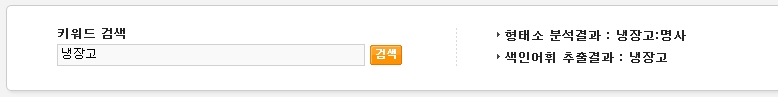 키워드 검색
냉장고
검색
형태소 분석결과 : 냉장고:명사
색인어휘 추출결과 : 냉장고